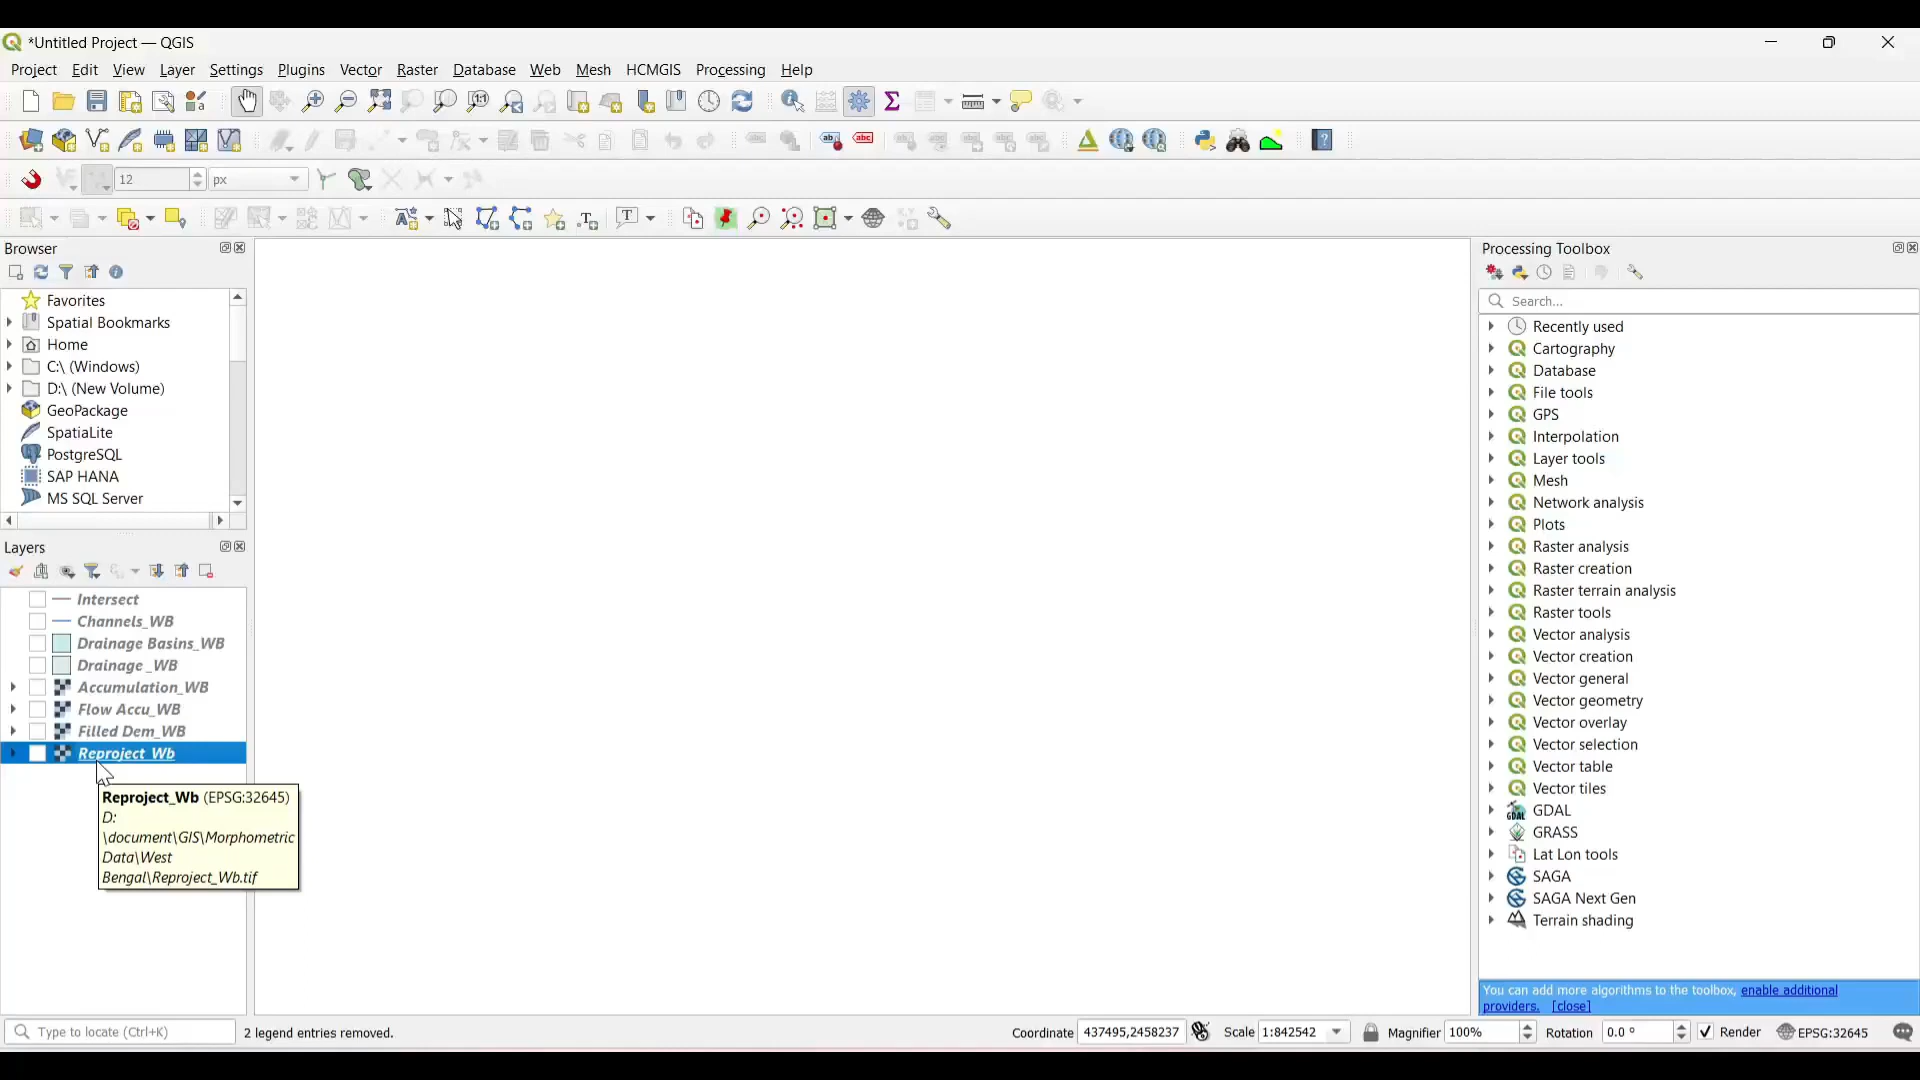 *Untitled Project — QGIS
Project Edit View Layer Settings Plugins Vector Raster Database Web Mesh HCMGIS Processing Help
12 px
Browser
Favorites
Spatial Bookmarks
Home
C:\ (Windows)
D:\ (New Volume)
GeoPackage
SpatiaLite
PostgreSQL
SAP HANA
MS SQL Server
Layers
Intersect
Channels_WB
Drainage Basins_WB
Drainage _WB
Accumulation_WB
Flow Accu_WB
Filled Dem_WB
Reproject_Wb
Reproject_Wb (EPSG:32645)
D:
\document\GIS\Morphometric
Data\West
Bengal\Reproject_Wb.tif
Processing Toolbox
Search...
Recently used
Cartography
Database
File tools
GPS
Interpolation
Layer tools
Mesh
Network analysis
Plots
Raster analysis
Raster creation
Raster terrain analysis
Raster tools
Vector analysis
Vector creation
Vector general
Vector geometry
Vector overlay
Vector selection
Vector table
Vector tiles
GDAL
GRASS
Lat Lon tools
SAGA
SAGA Next Gen
Terrain shading
You can add more algorithms to the toolbox, enable additional
providers. [close]
Type to locate (Ctrl+K) 2 legend entries removed. Coordinate 437495,2458237 Scale 1:842542 Magnifier 100% Rotation 0.0 ° Render EPSG:32645